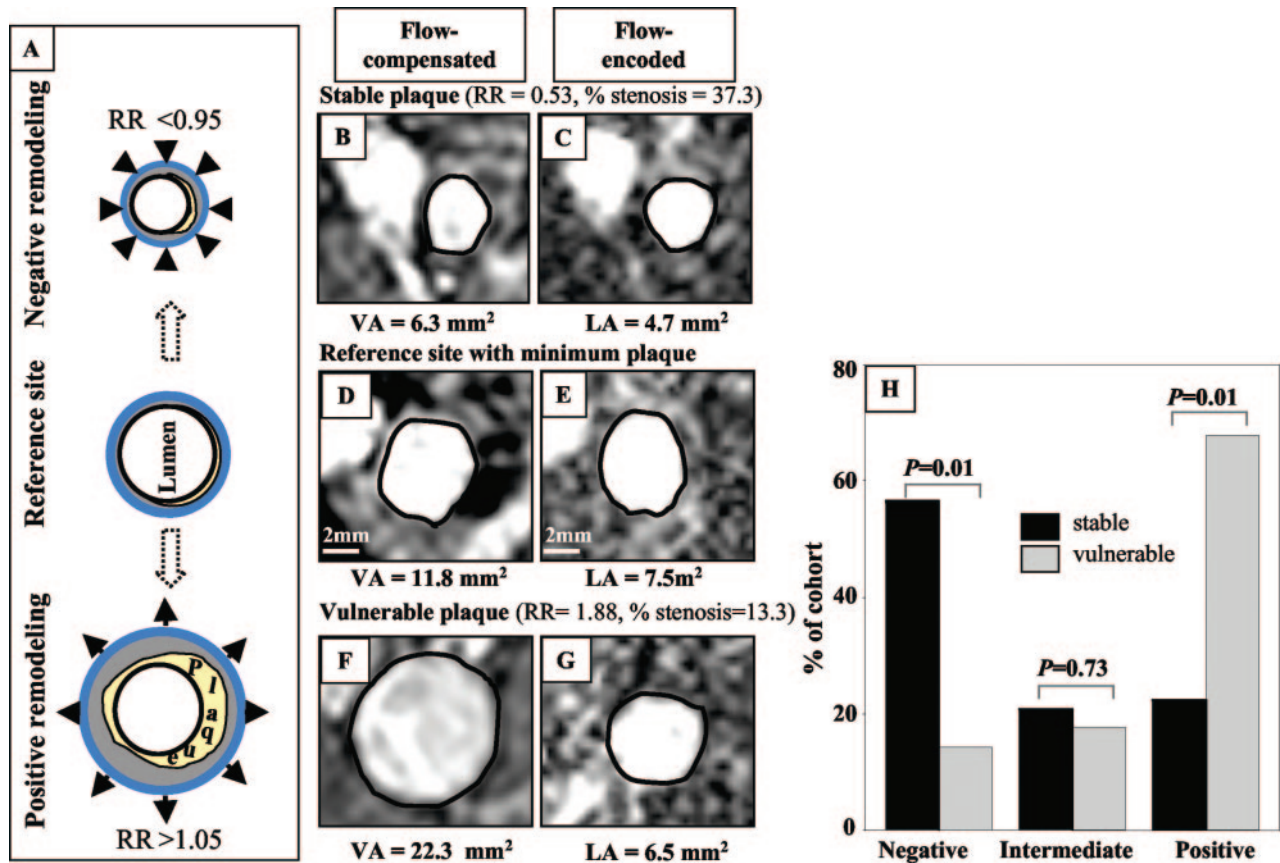 A
Negative remodeling
RR <0.95
Reference site
Lumen
Positive remodeling
Plaque
RR >1.05
Flow-
compensated
Flow-
encoded
Stable plaque (RR = 0.53, % stenosis = 37.3)
B
C
VA = 6.3 mm²
LA = 4.7 mm²
Reference site with minimum plaque
D
E
2mm
2mm
VA = 11.8 mm²
LA = 7.5m²
Vulnerable plaque (RR= 1.88, % stenosis=13.3)
F
G
VA = 22.3 mm²
LA = 6.5 mm²
H
% of cohort
80
60
40
20
0
P=0.01
P=0.73
P=0.01
stable
vulnerable
Negative
Intermediate
Positive